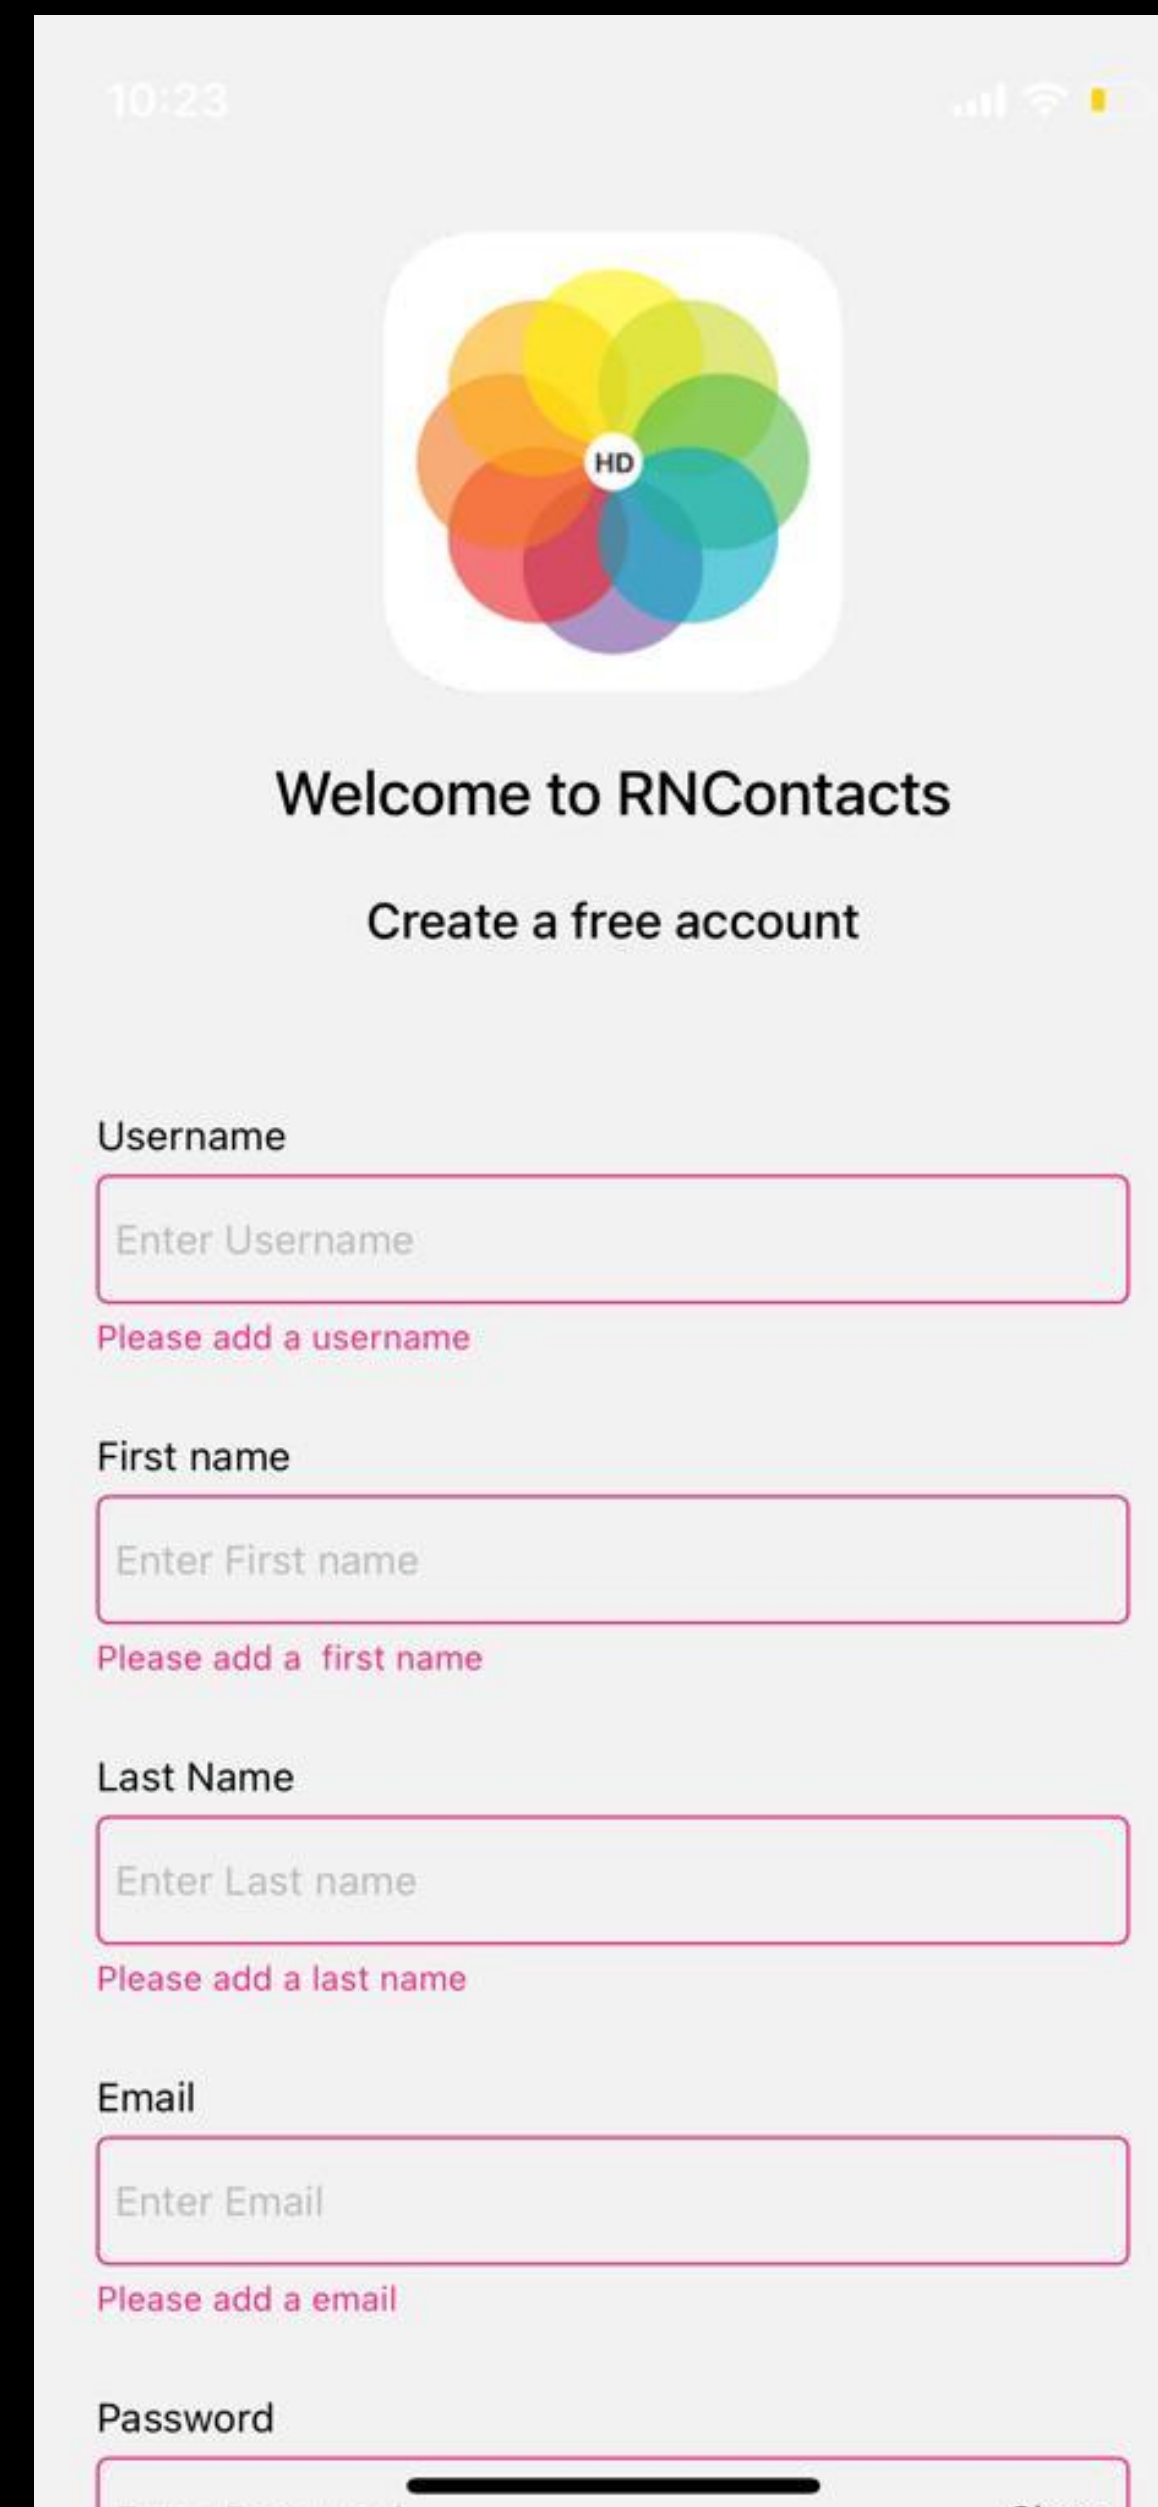 10:23
HD
Welcome to RNContacts
Create a free account
Username
Enter Username
Please add a username
First name
Enter First name
Please add a  first name
Last Name
Enter Last name
Please add a last name
Email
Enter Email
Please add a email
Password